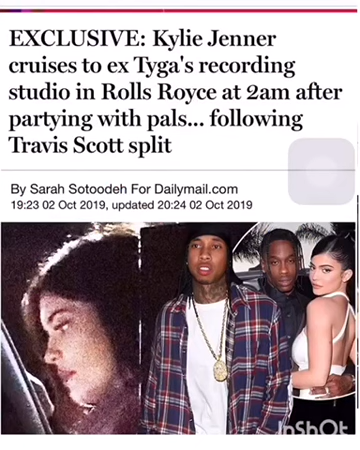 EXCLUSIVE: Kylie Jenner
cruises to ex Tyga's recording
studio in Rolls Royce at 2am after
partying with pals... following
Travis Scott split
By Sarah Sotoodeh For Dailymail.com
19:23 02 Oct 2019, updated 20:24 02 Oct 2019
InShOt